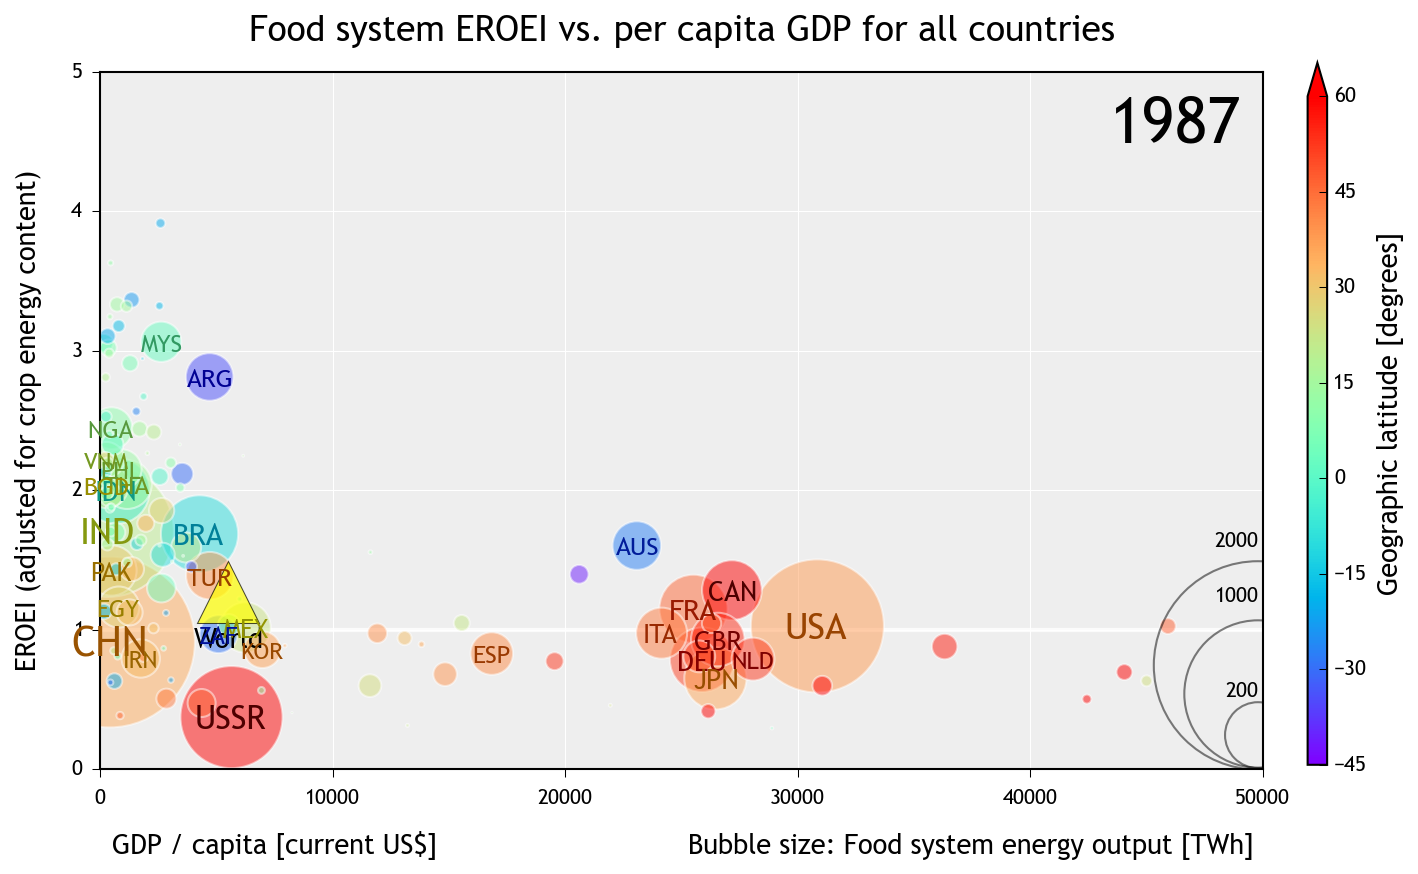 Food system EROEI vs. per capita GDP for all countries
1987
EROEI (adjusted for crop energy content)
5
4
3
2
1
0
MYS
ARG
NGA
VNM
PHL
BGD
THA
IDN
IND
BRA
AUS
PAK
TUR
CAN
EGY
FRA
MEX
ZAF
World
CHN
ITA
USA
GBR
KOR
IRN
ESP
DEU
NLD
JPN
USSR
2000
1000
200
0
10000
20000
30000
40000
50000
GDP / capita [current US$]
Bubble size: Food system energy output [TWh]
60
45
30
15
0
−15
−30
−45
Geographic latitude [degrees]